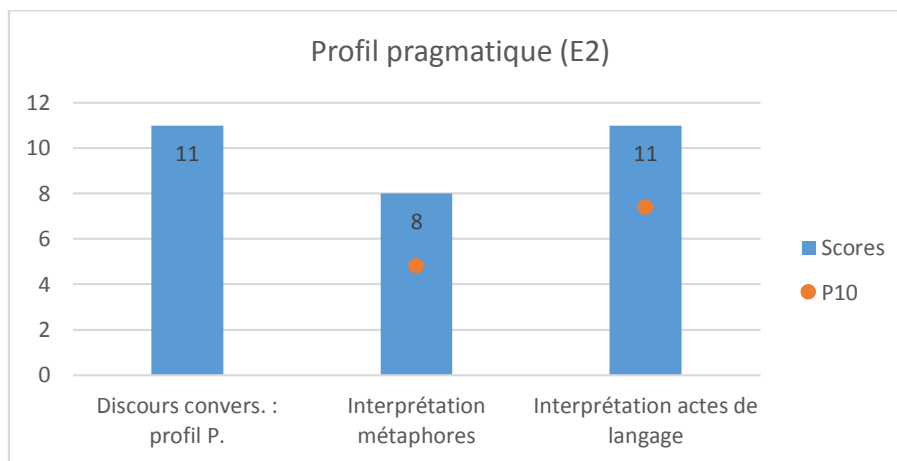 Profil pragmatique (E2)
12
10
8
6
4
2
0
11
8
11
Discours convers. :
profil P.
Interprétation
métaphores
Interprétation actes de
langage
Scores
P10